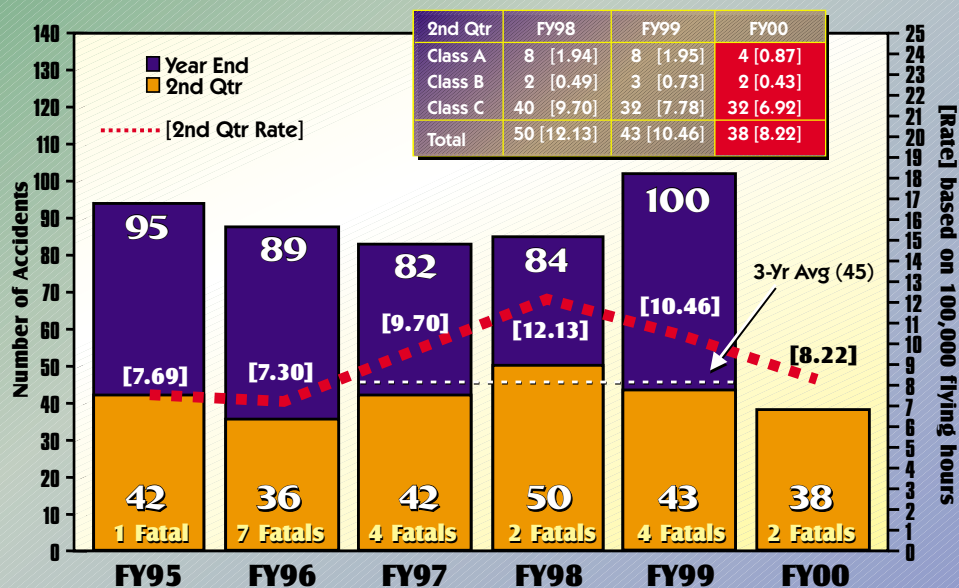 2nd Qtr FY98 FY99 FY00
Class A 8 [1.94] 8 [1.95] 4 [0.87]
Class B 2 [0.49] 3 [0.73] 2 [0.43]
Class C 40 [9.70] 32 [7.78] 32 [6.92]
Total 50 [12.13] 43 [10.46] 38 [8.22]
Year End
2nd Qtr
[2nd Qtr Rate]
Number of Accidents
140
130
120
110
100
90
80
70
60
50
40
30
20
10
0
95 89 82 84 100
3-Yr Avg (45)
[7.69] [7.30] [9.70] [12.13] [10.46] [8.22]
42 36 42 50 43 38
1 Fatal 7 Fatals 4 Fatals 2 Fatals 4 Fatals 2 Fatals
FY95 FY96 FY97 FY98 FY99 FY00
25
24
23
22
21
20
19
18
17
16
15
14
13
12
11
10
9
8
7
6
5
4
3
2
1
0
[Rate] based on 100,000 flying hours